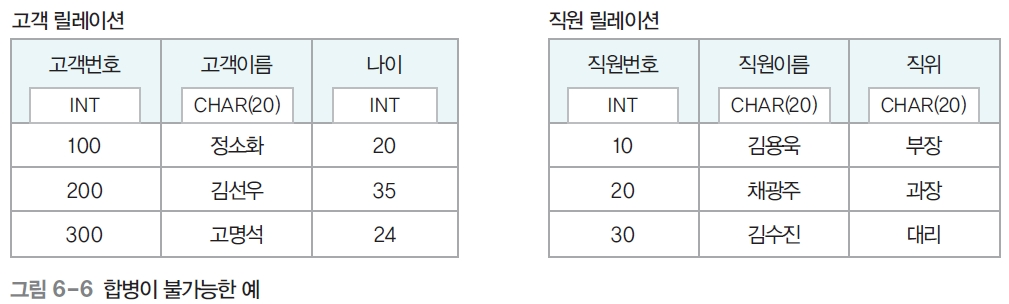 고객 릴레이션
고객번호 고객이름 나이
INT CHAR(20) INT
100 정소화 20
200 김선우 35
300 고명석 24
직원 릴레이션
직원번호 직원이름 직위
INT CHAR(20) CHAR(20)
10 김용욱 부장
20 채광주 과장
30 김수진 대리
그림 6-6 합병이 불가능한 예